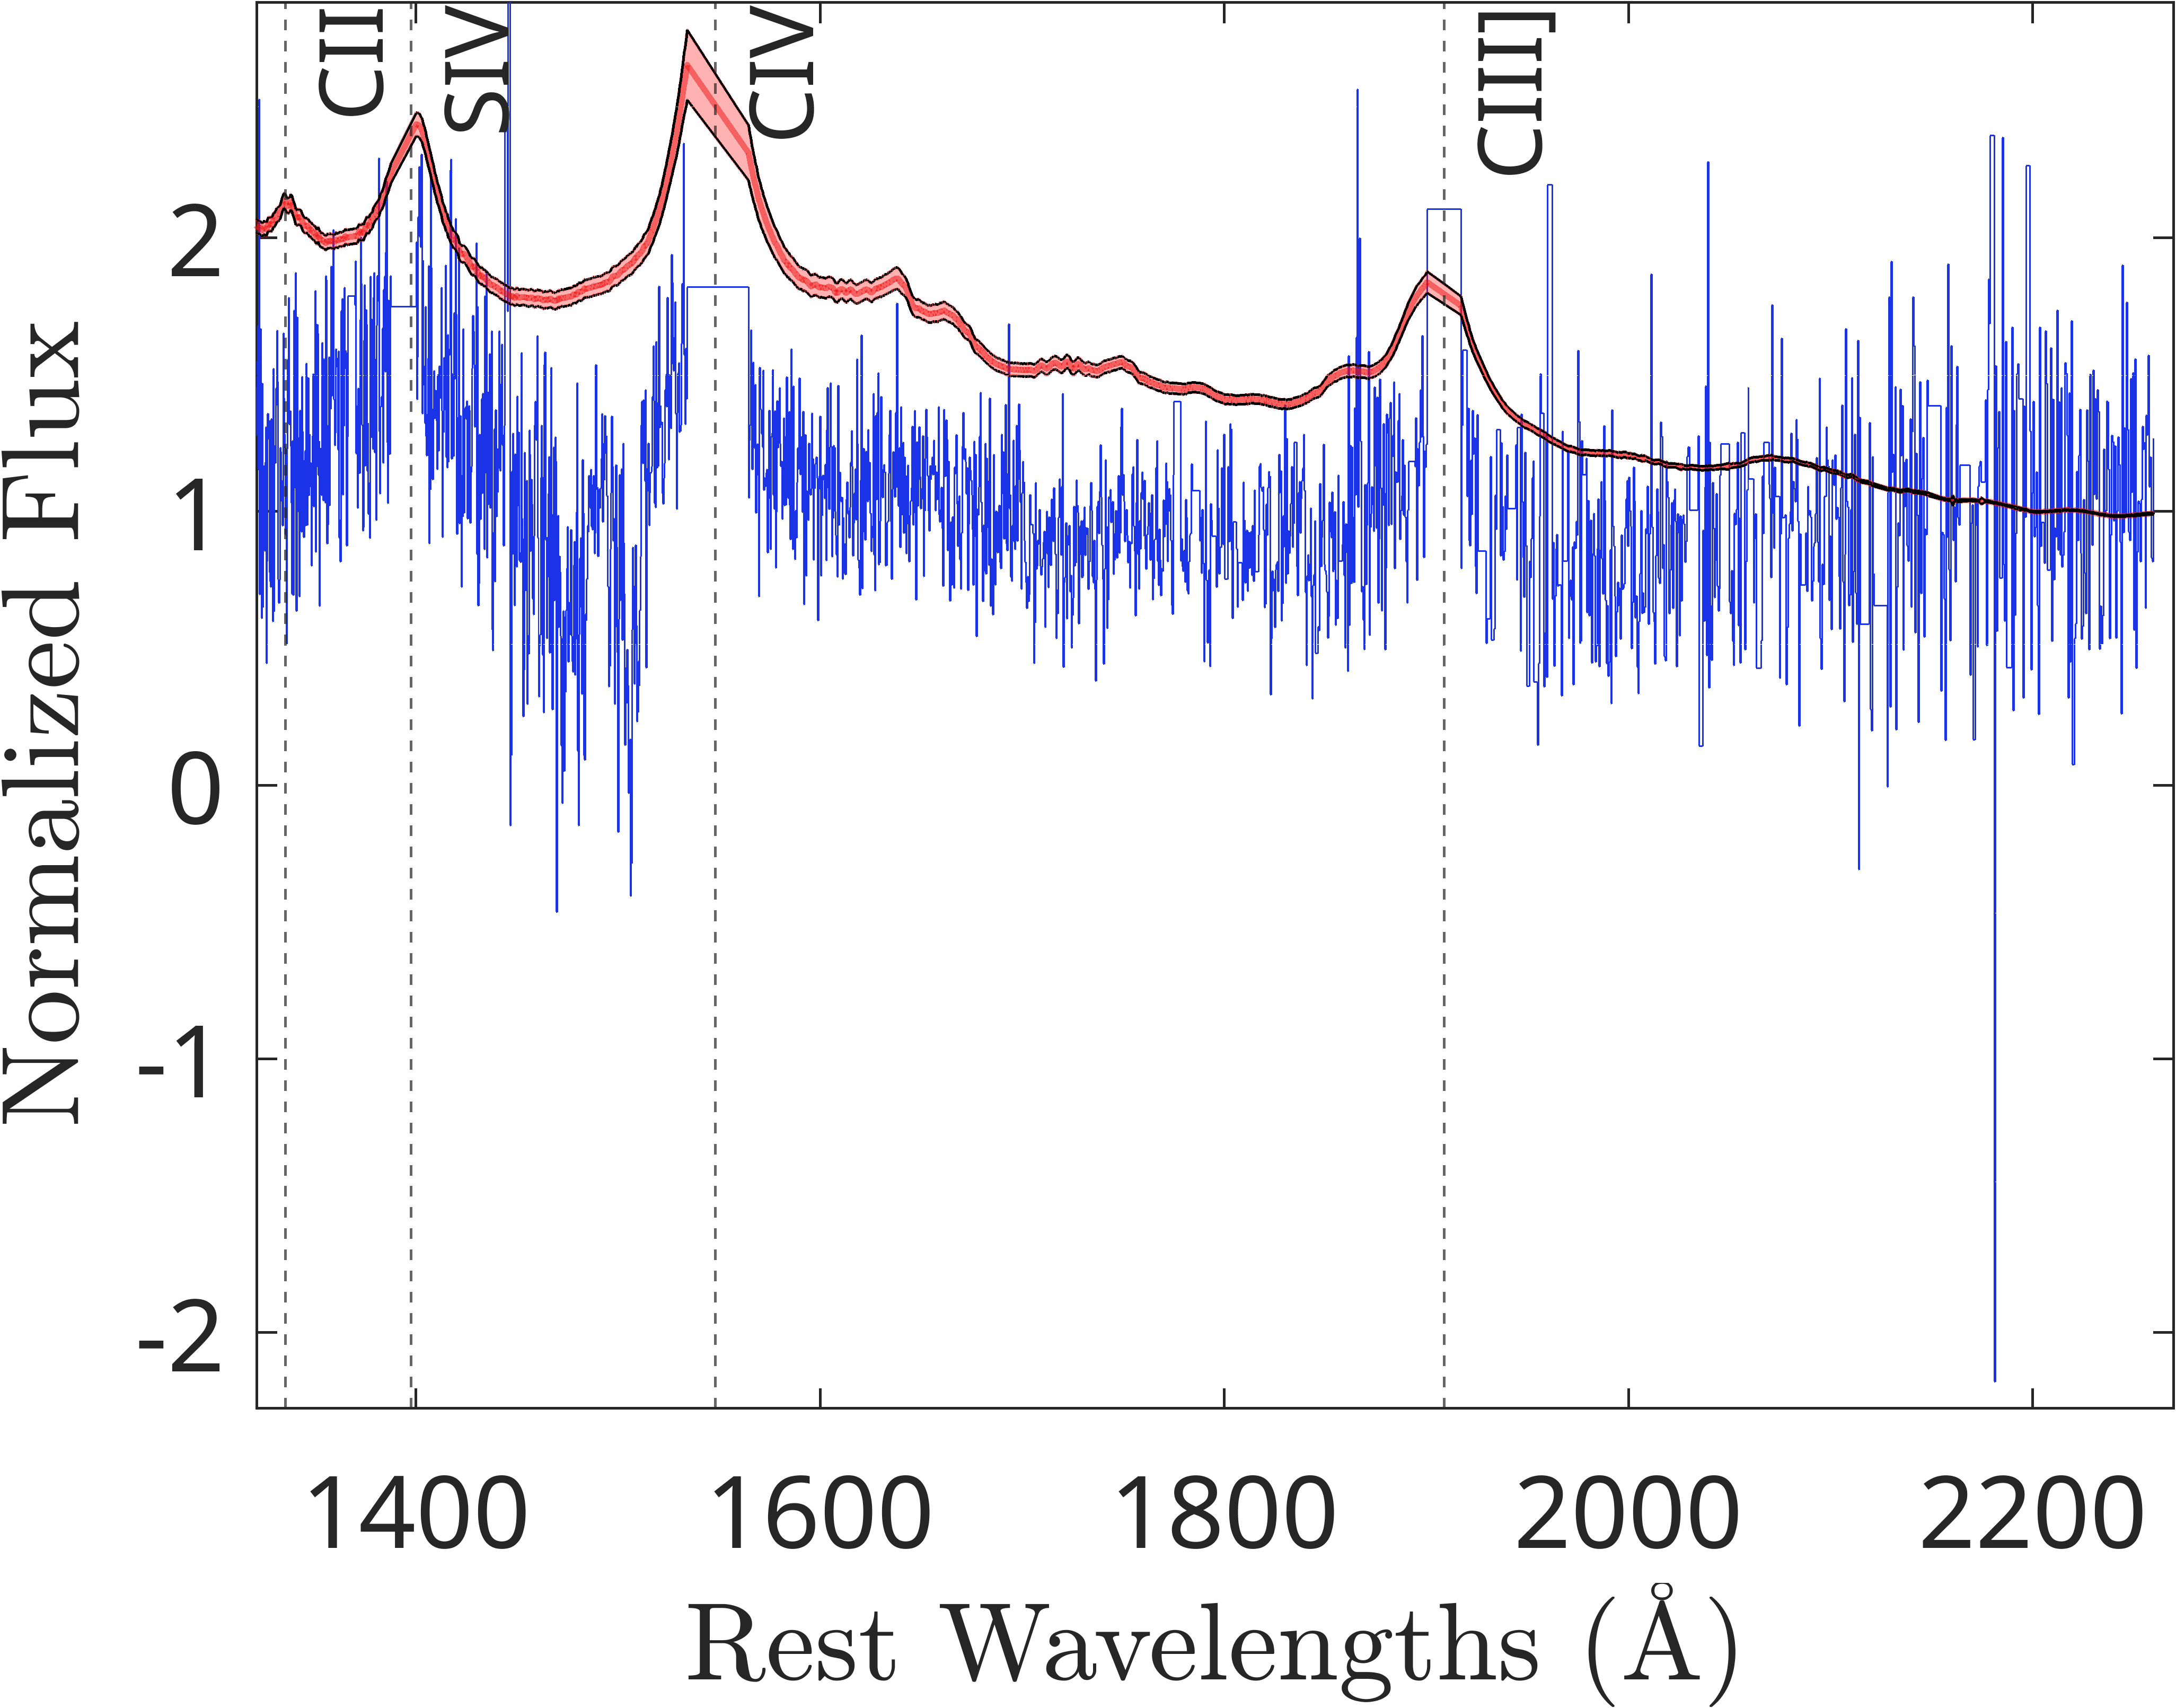 CII
SIV
CIV
CIII]
Normalized Flux
2
1
0
-1
-2
1400
1600
1800
2000
2200
Rest Wavelengths (Å)